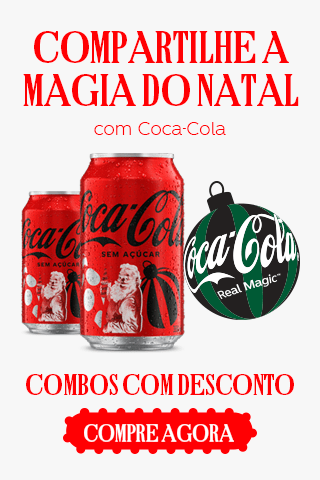 COMPARTILHE A
MAGIA DO NATAL
com Coca-Cola
Coca-Cola
SEM AÇÚCAR
Coca-Cola
SEM AÇÚCAR
Coca-Cola
Real Magic™
COMBOS COM DESCONTO
COMPRE AGORA